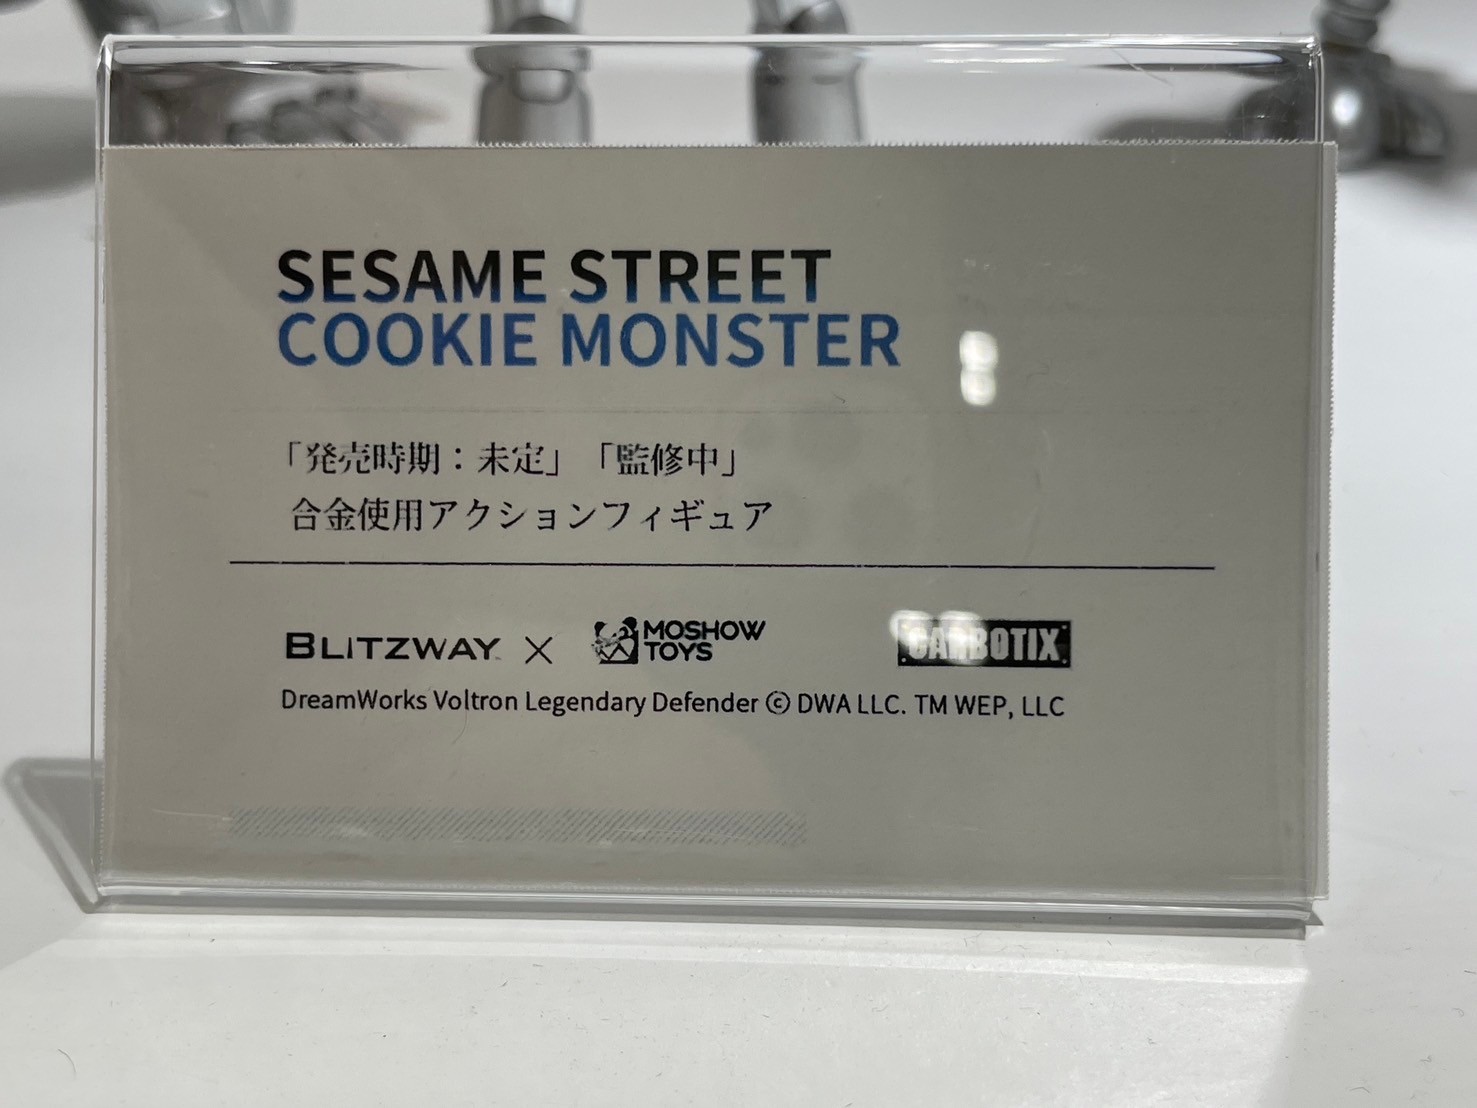 SESAME STREET
COOKIE MONSTER
「発売時期：未定」「監修中」
合金使用アクションフィギュア
BLITZWAY × MOSHOW TOYS CARBOTIX
DreamWorks Voltron Legendary Defender © DWA LLC. TM WEP, LLC